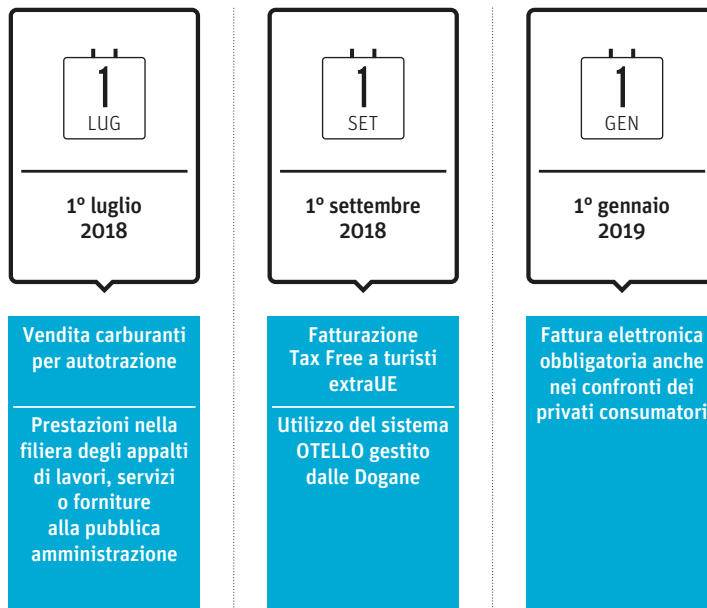 1
LUG
1º luglio
2018
Vendita carburanti
per autotrazione
Prestazioni nella
filiera degli appalti
di lavori, servizi
o forniture
alla pubblica
amministrazione
1
SET
1º settembre
2018
Fatturazione
Tax Free a turisti
extraUE
Utilizzo del sistema
OTELLO gestito
dalle Dogane
1
GEN
1º gennaio
2019
Fattura elettronica
obbligatoria anche
nei confronti dei
privati consumatori